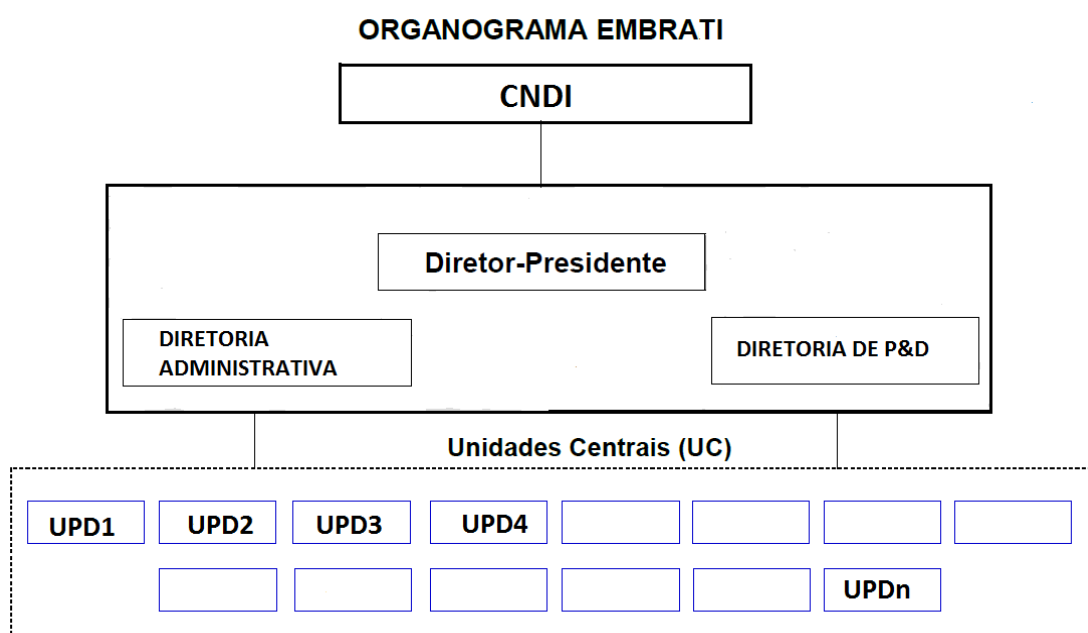 ORGANOGRAMA EMBRATI
CNDI
Diretor-Presidente
DIRETORIA
ADMINISTRATIVA
DIRETORIA DE P&D
Unidades Centrais (UC)
UPD1
UPD2
UPD3
UPD4
UPDn